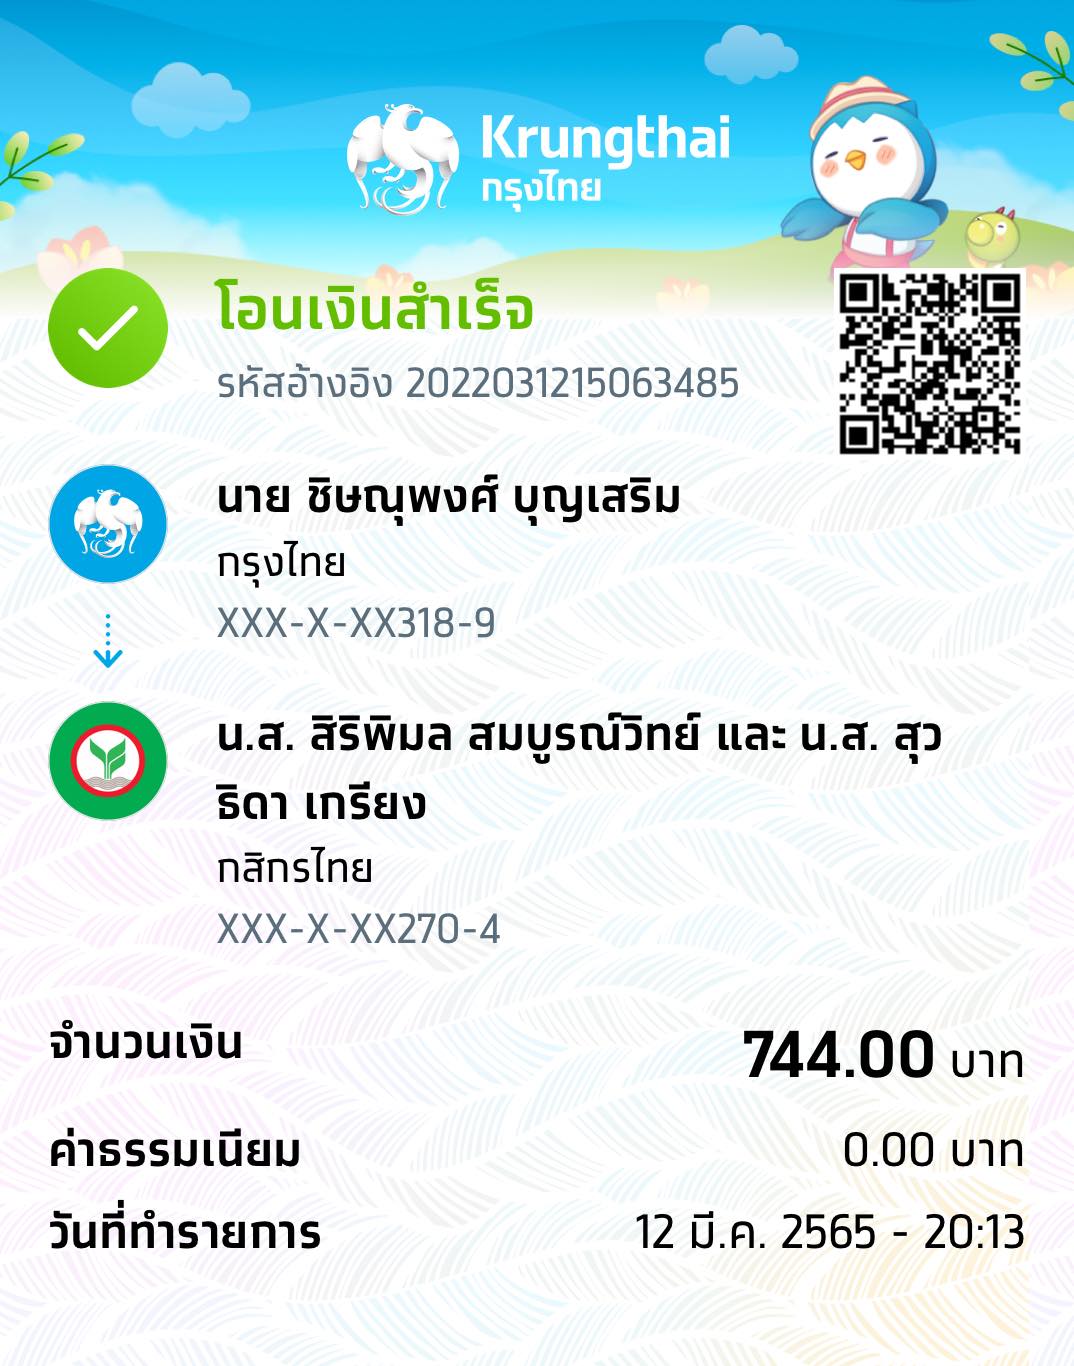 Krungthai
กรุงไทย
โอนเงินสำเร็จ
รหัสอ้างอิง 2022031215063485
นาย ชิษณุพงศ์ บุญเสริม
กรุงไทย
XXX-X-XX318-9
น.ส. สิริพิมล สมบูรณ์วิทย์ และ น.ส. สุว
ธิดา เกรียง
กสิกรไทย
XXX-X-XX270-4
จำนวนเงิน 744.00 บาท
ค่าธรรมเนียม 0.00 บาท
วันที่ทำรายการ 12 มี.ค. 2565 - 20:13